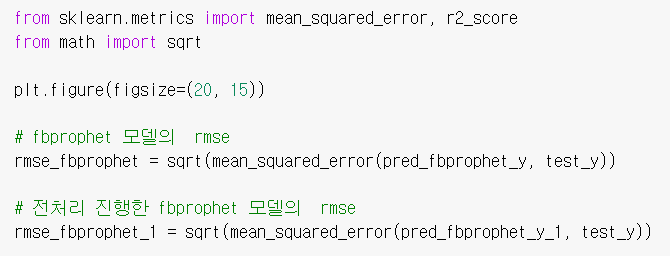 from sklearn.metrics import mean_squared_error, r2_score
from math import sqrt
plt.figure(figsize=(20, 15))
# fbprophet 모델의  rmse
rmse_fbprophet = sqrt(mean_squared_error(pred_fbprophet_y, test_y))
# 전처리 진행한 fbprophet 모델의  rmse
rmse_fbprophet_1 = sqrt(mean_squared_error(pred_fbprophet_y_1, test_y))